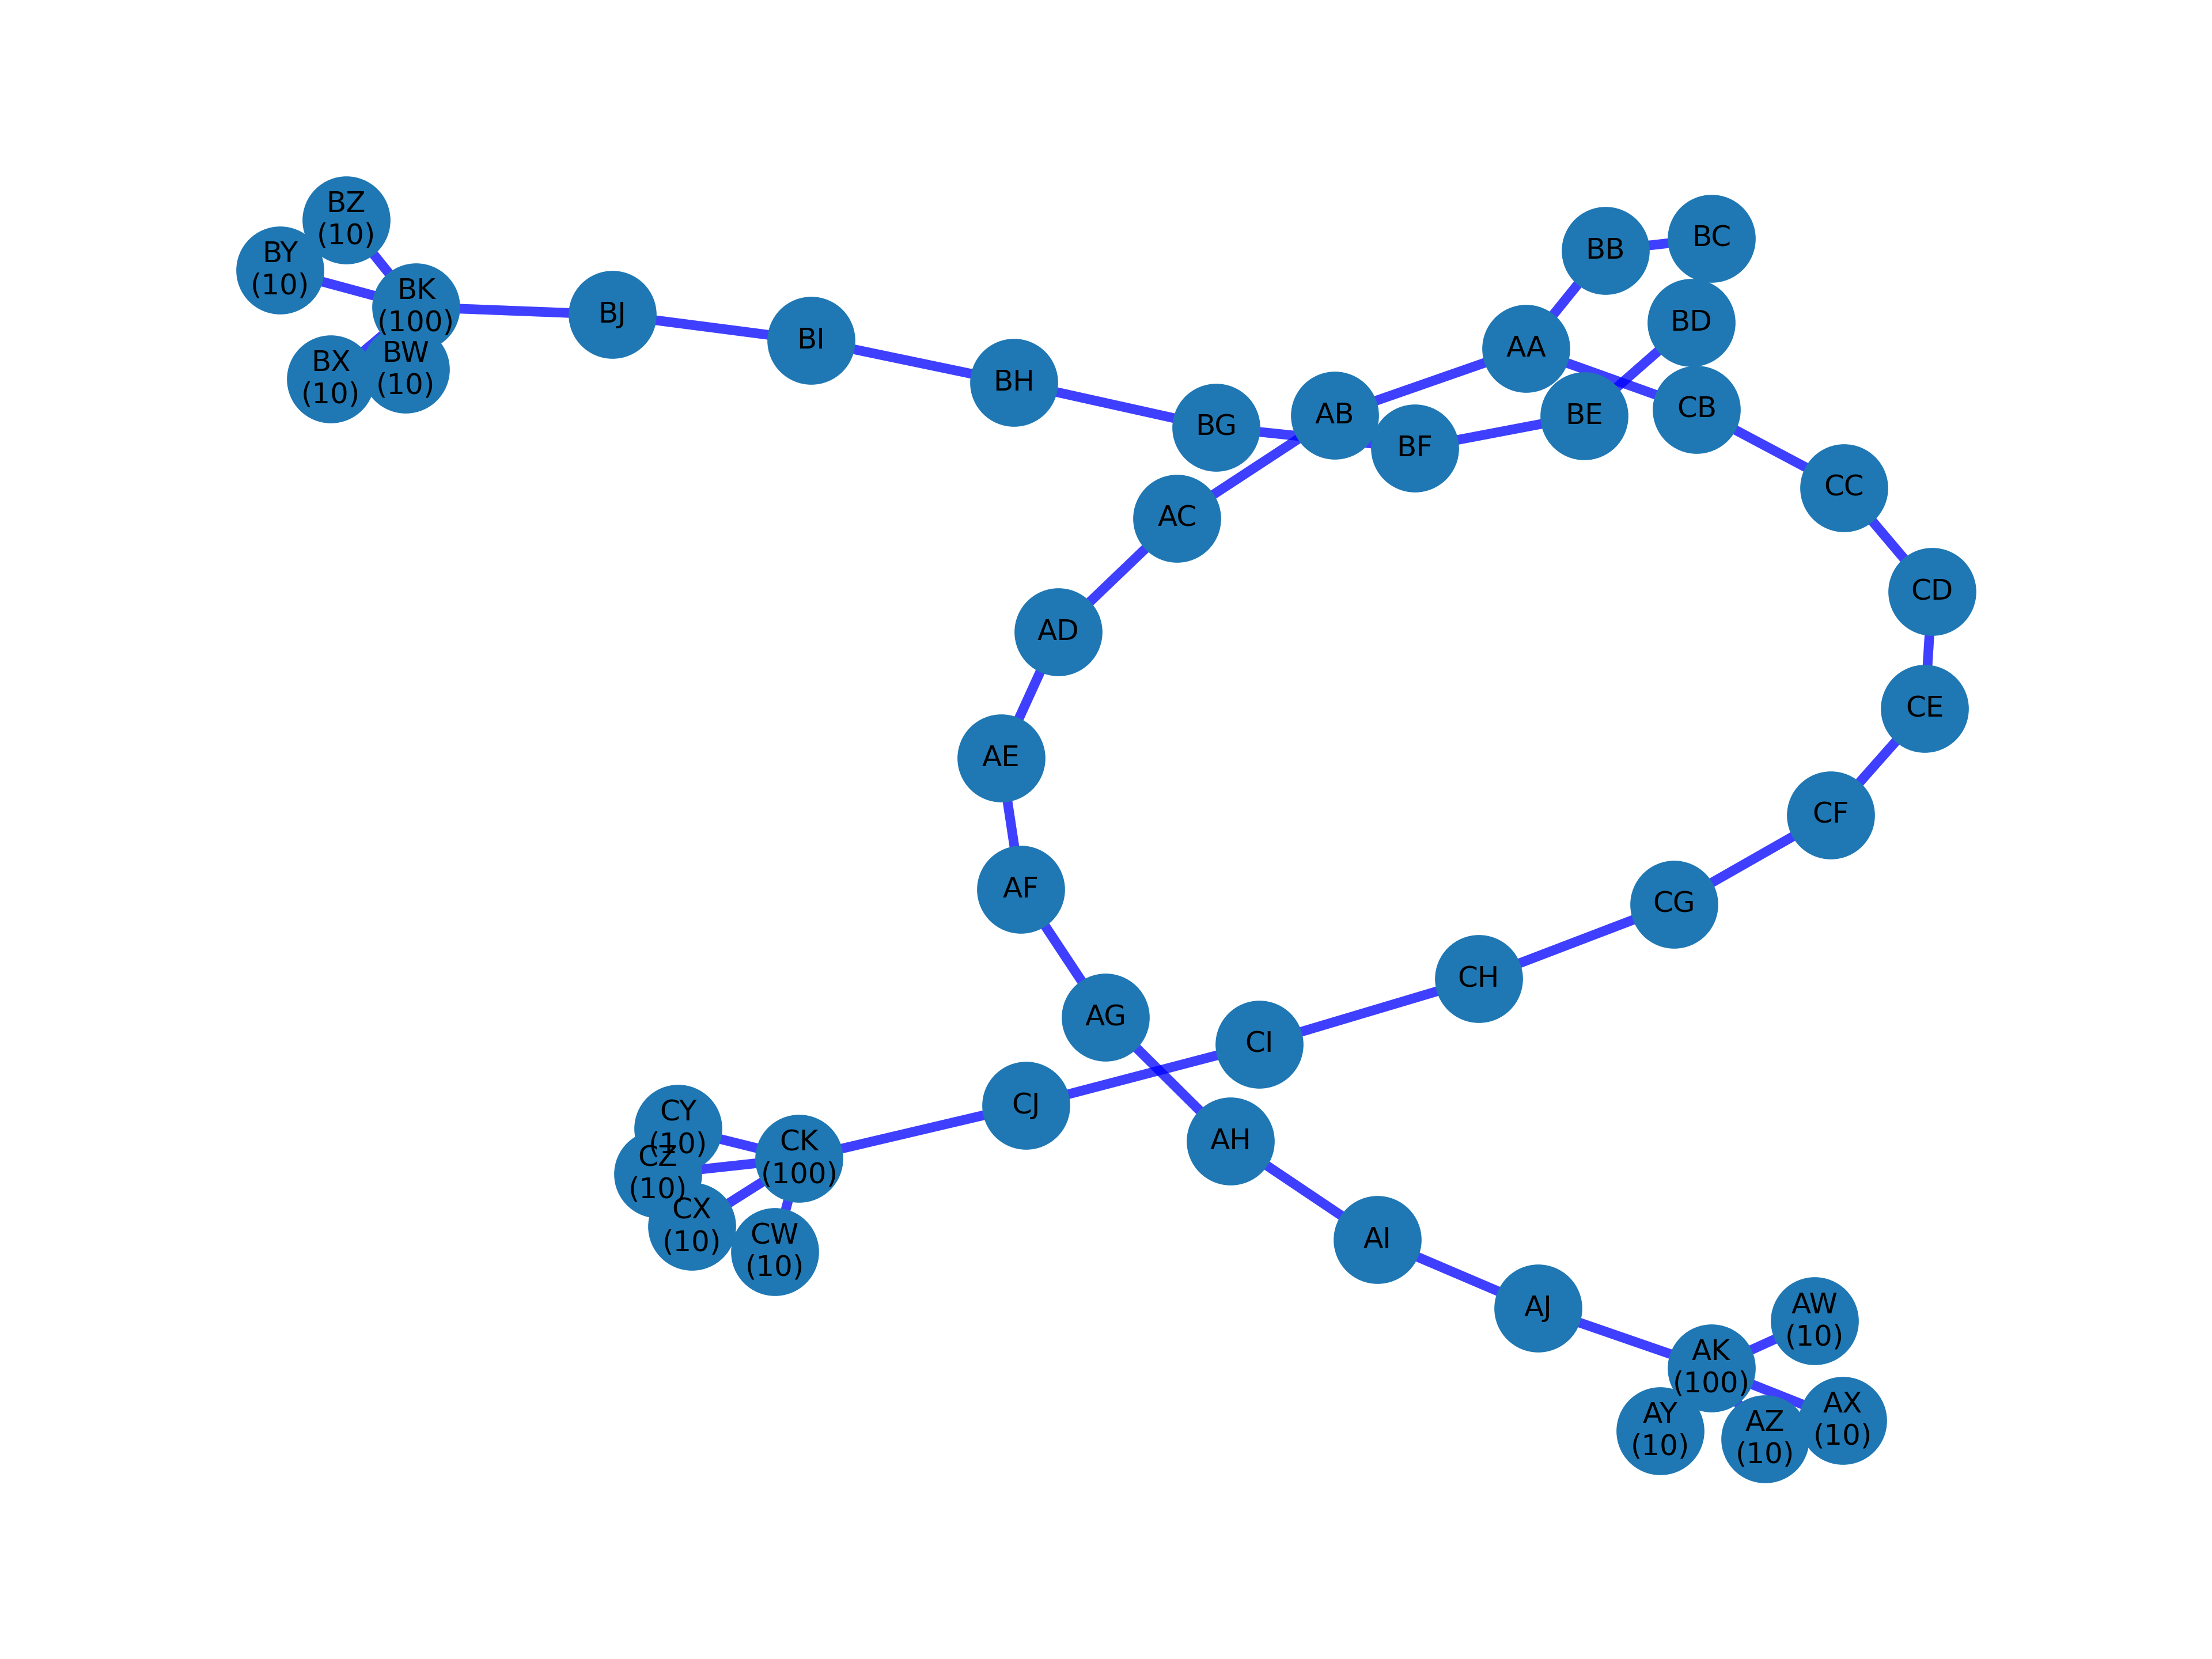 BZ
(10)
BY
(10)
BK
(100)
BJ
BI
BX
(10)
BW
(10)
BH
BG
AB
BF
AA
BB
BC
BD
BE
CB
CC
AC
CD
AD
CE
AE
CF
AF
CG
CH
AG
CI
CJ
AH
CY
(10)
CK
(100)
CZ
(10)
CX
(10)
CW
(10)
AI
AJ
AW
(10)
AK
(100)
AY
(10)
AZ
(10)
AX
(10)